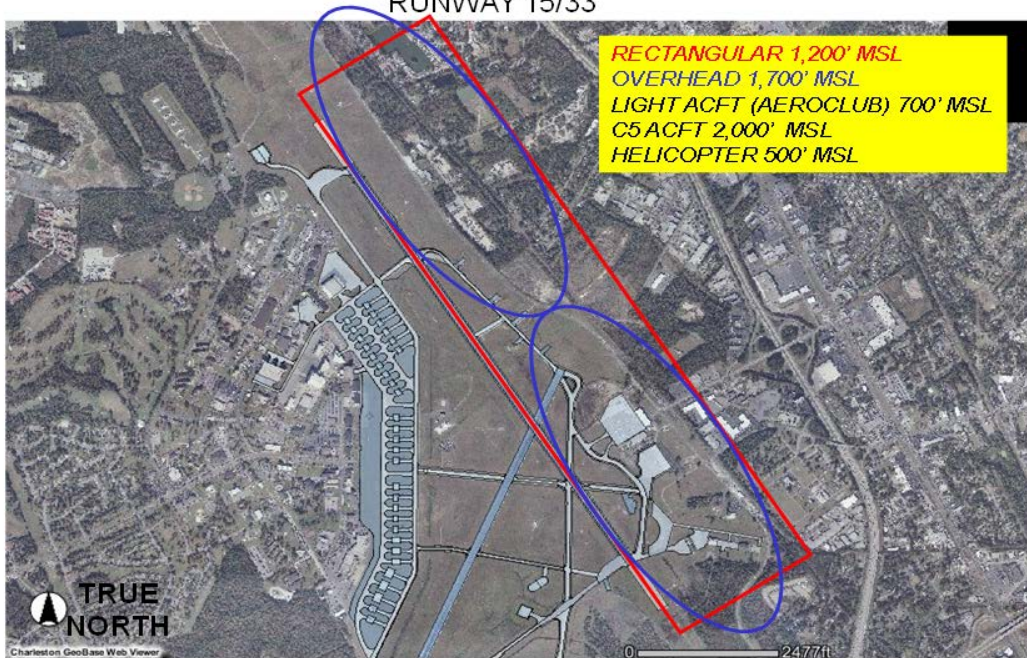 RUNWAY 15/33
RECTANGULAR 1,200' MSL
OVERHEAD 1,700' MSL
LIGHT ACFT (AEROCLUB) 700' MSL
C5 ACFT 2,000' MSL
HELICOPTER 500' MSL
TRUE
NORTH
Charleston GeoBase Web Viewer
0 2477ft